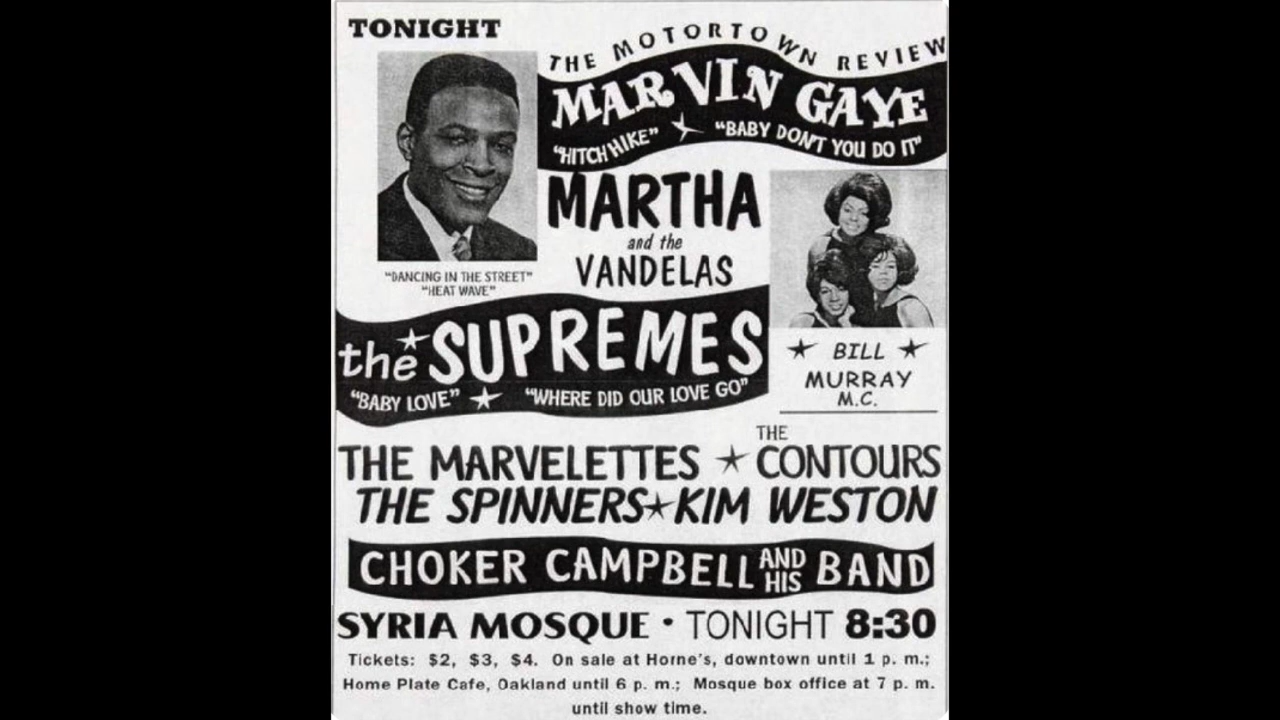 TONIGHT
THE MOTORTOWN REVIEW
MARVIN GAYE
"HITCH HIKE" "BABY DON'T YOU DO IT"
MARTHA
and the
VANDELAS
"DANCING IN THE STREET"
"HEAT WAVE"
the SUPREMES
"BABY LOVE" "WHERE DID OUR LOVE GO"
BILL
MURRAY
M.C.
THE MARVELETTES THE CONTOURS
THE SPINNERS KIM WESTON
CHOKER CAMPBELL AND HIS BAND
SYRIA MOSQUE • TONIGHT 8:30
Tickets: $2, $3, $4. On sale at Horne's, downtown until 1 p. m.;
Home Plate Cafe, Oakland until 6 p. m.; Mosque box office at 7 p. m.
until show time.